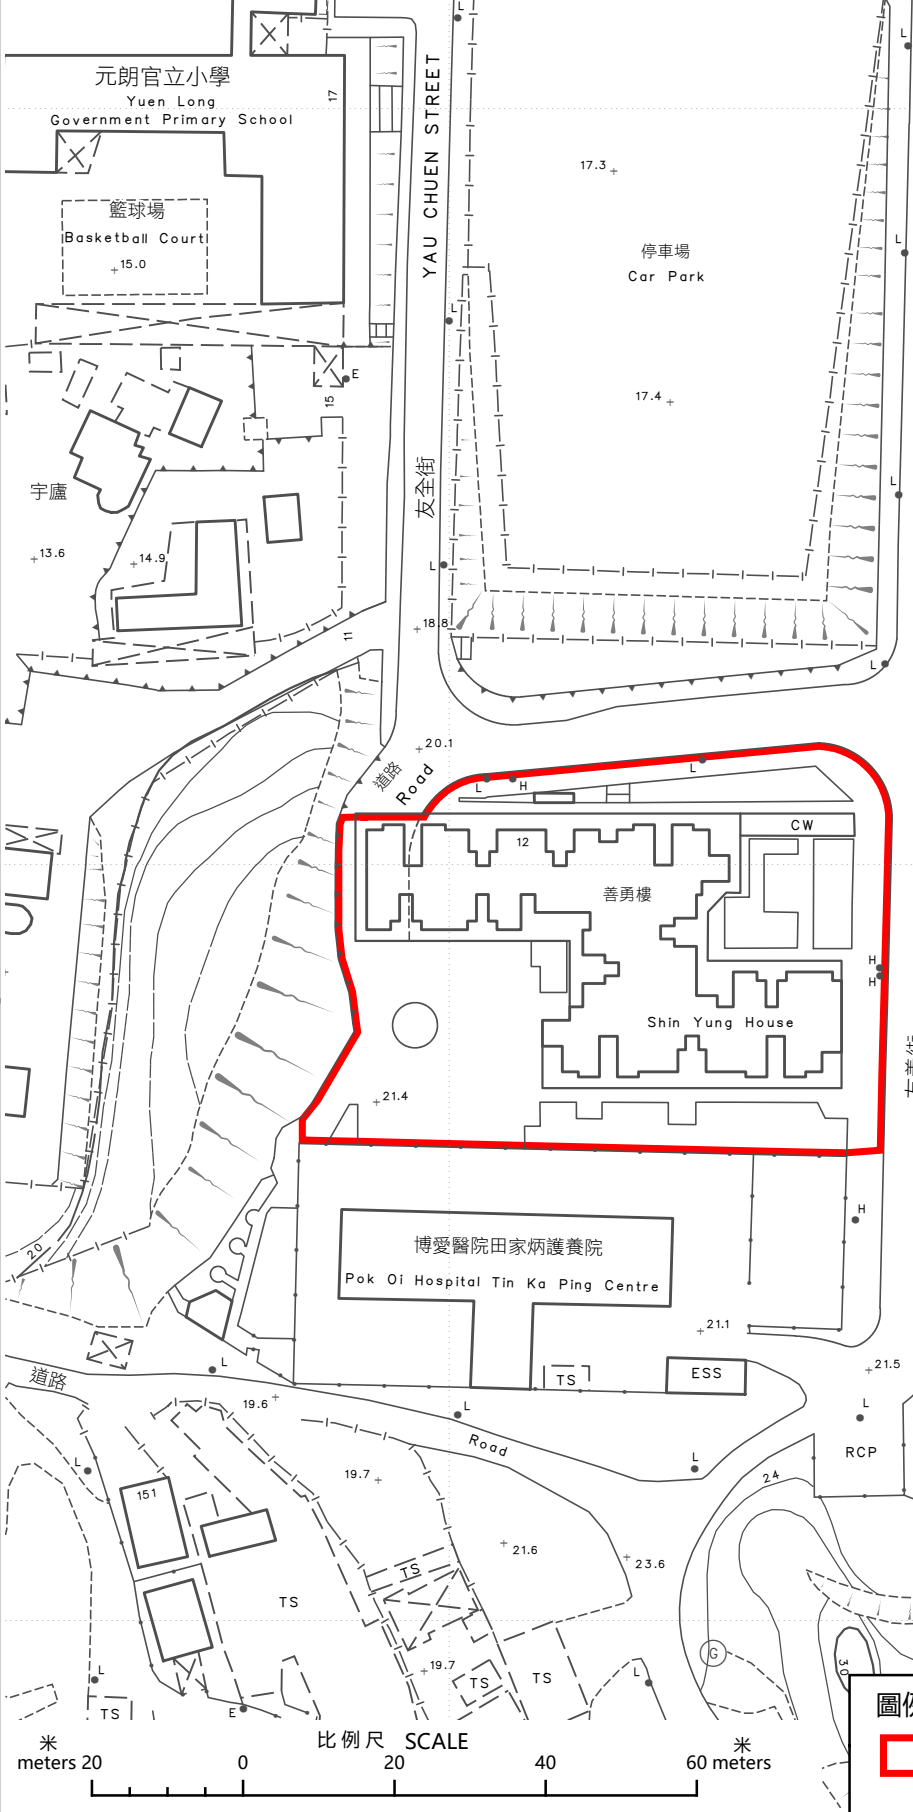 元朗官立小學
Yuen Long
Government Primary School
17
籃球場
Basketball Court
15.0
YAU CHUEN STREET
友全街
L
L
17.3
停車場
Car Park
L
L
17.4
E
15
宇廬
13.6
14.9
L
L
18.8
11
L
20.1
道路
Road
L
H
L
CW
12
善勇樓
H
H
Shin Yung House
21.4
H
博愛醫院田家炳護養院
Pok Oi Hospital Tin Ka Ping Centre
20
21.1
道路
L
TS
ESS
21.5
19.6
L
L
Road
RCP
L
L
24
19.7
151
21.6
23.6
TS
TS
G
30
19.7
TS
TS
L
L
TS
E
比例尺 SCALE
米
meters 20 0 20 40 60 meters
米